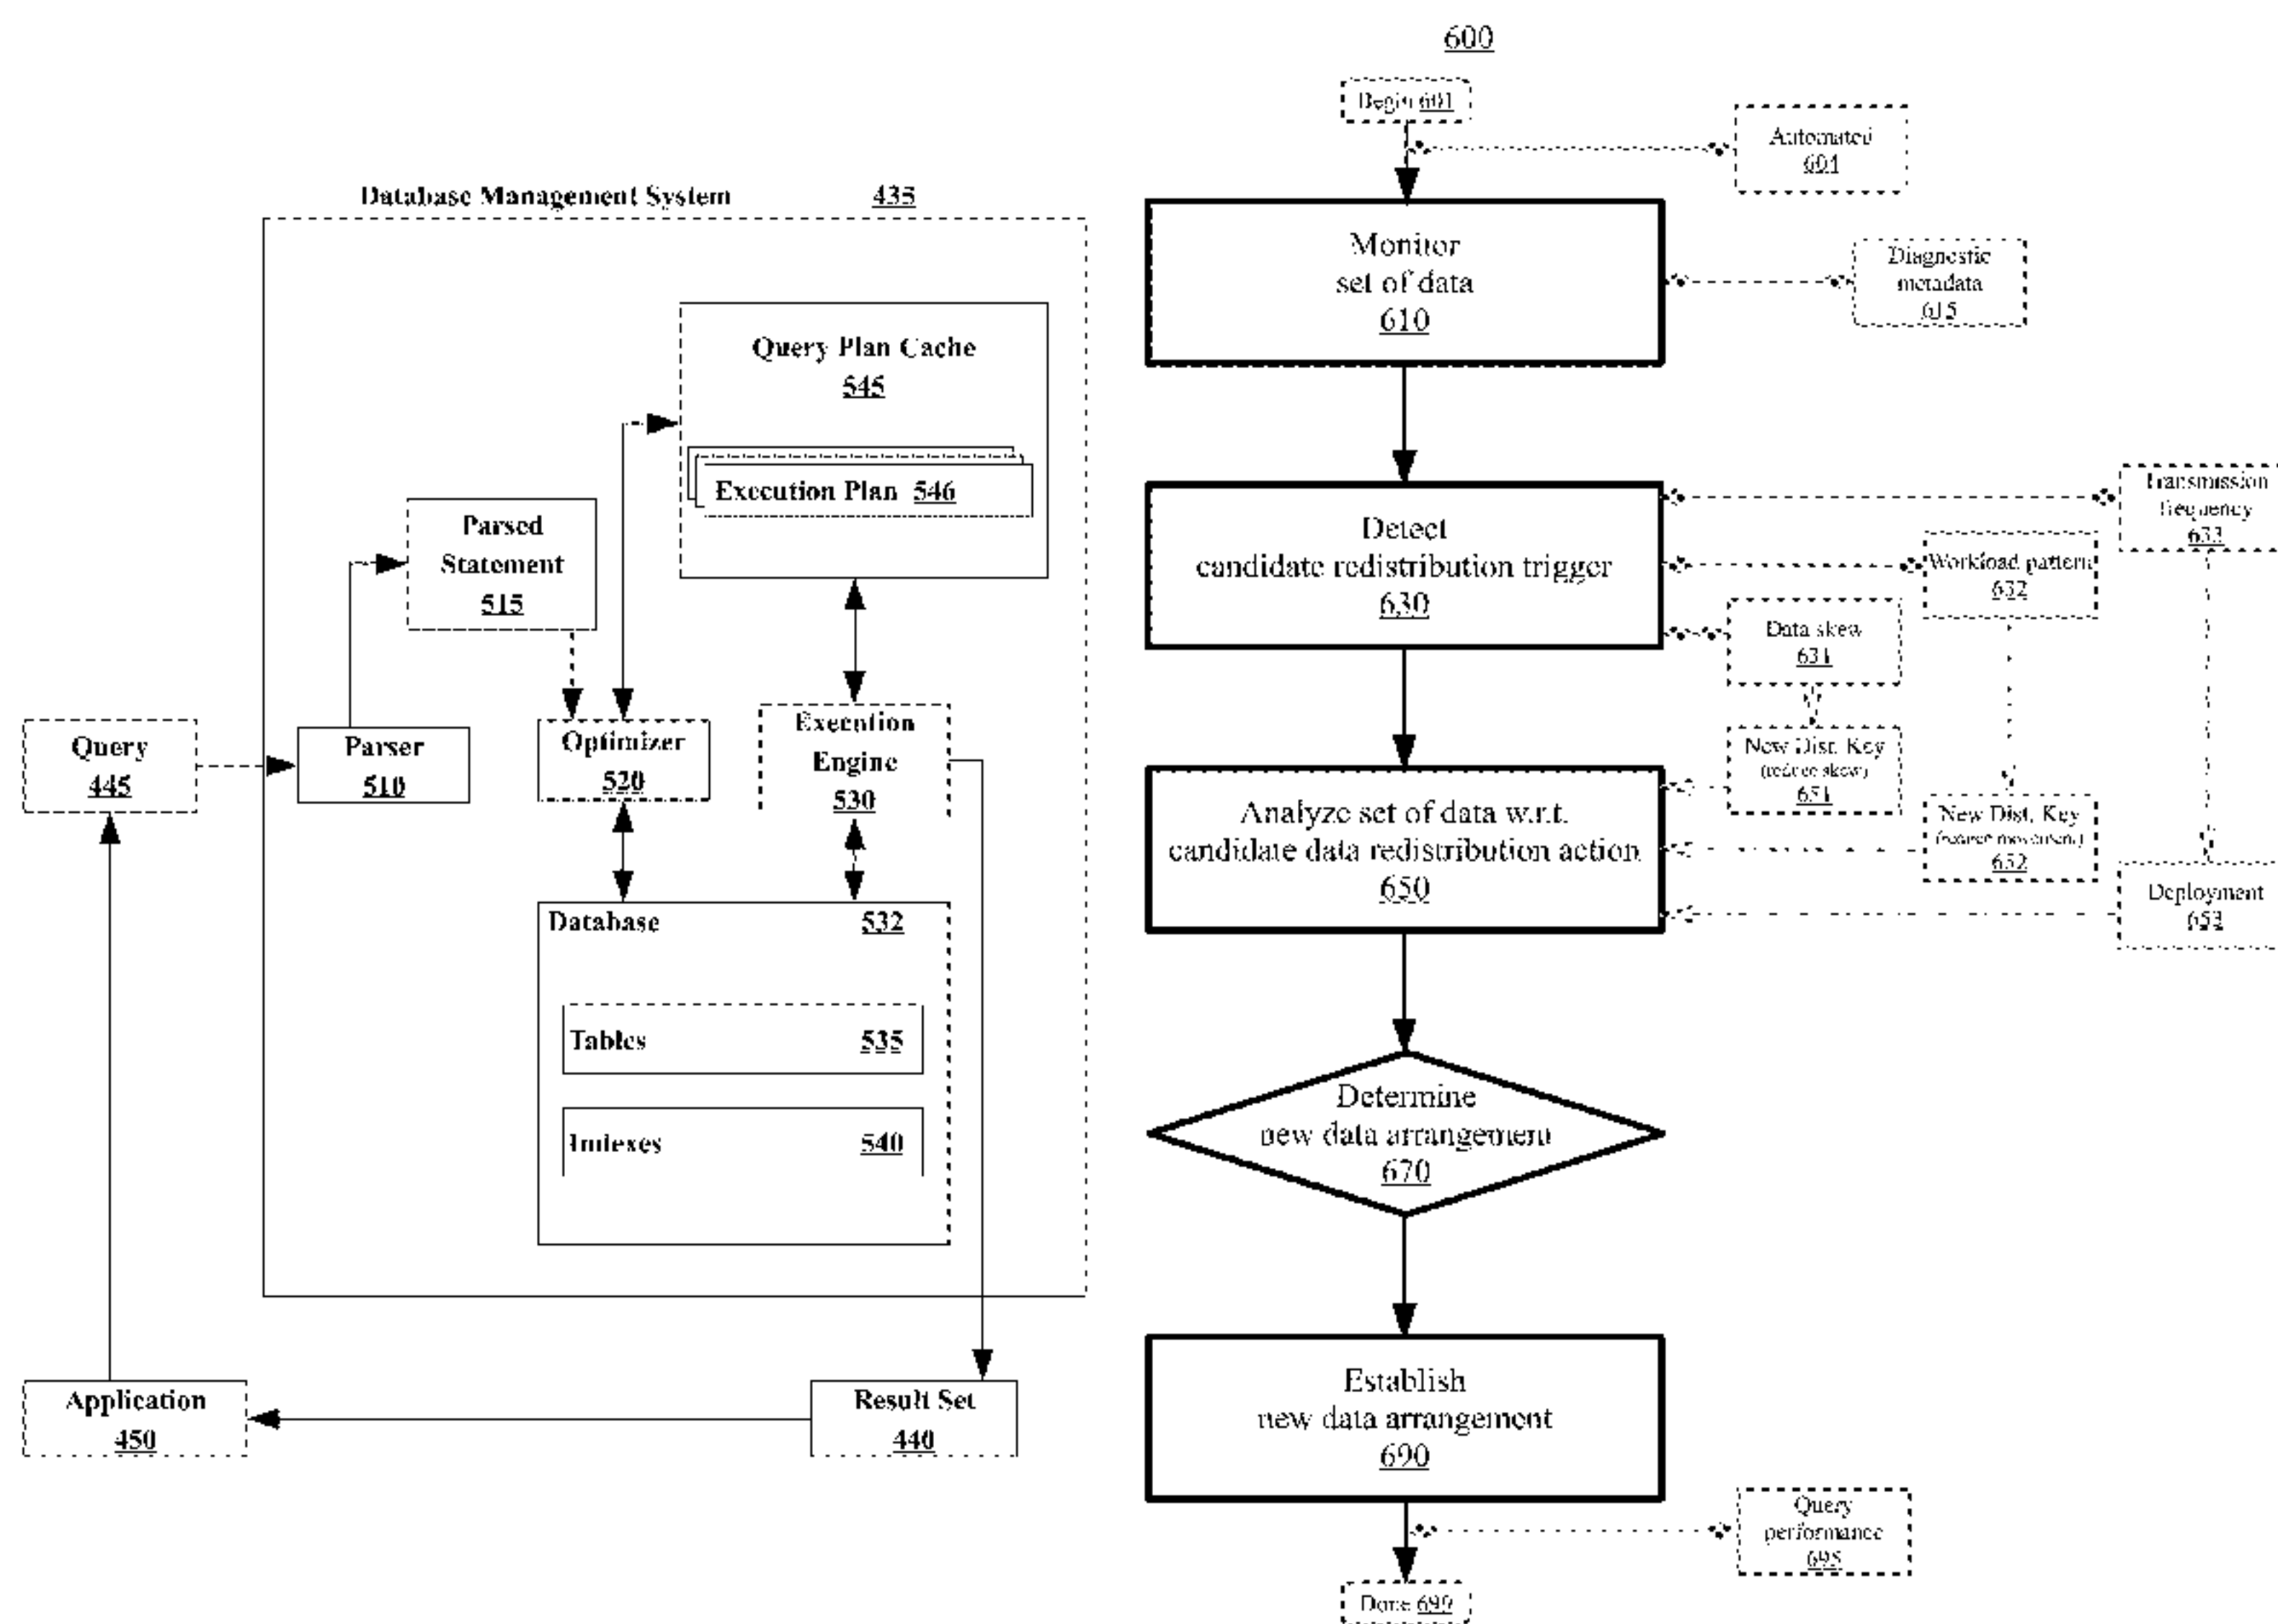 Database Management System 435
Query Plan Cache
545
Execution Plan 546
Parsed
Statement
515
Query
445
Parser
510
Optimizer
520
Execution
Engine
530
Database 532
Tables 535
Indexes 540
Application
450
Result Set
440
600
Begin 601
Automated
604
Monitor
set of data
610
Diagnostic
metadata
615
Detect
candidate redistribution trigger
630
Transmission
frequency
633
Workload pattern
632
Data skew
631
New Dist. Key
(reduce skew)
651
New Dist. Key
(reduce movement)
652
Deployment
653
Analyze set of data w.r.t.
candidate data redistribution action
650
Determine
new data arrangement
670
Establish
new data arrangement
690
Query
performance
695
Done 699